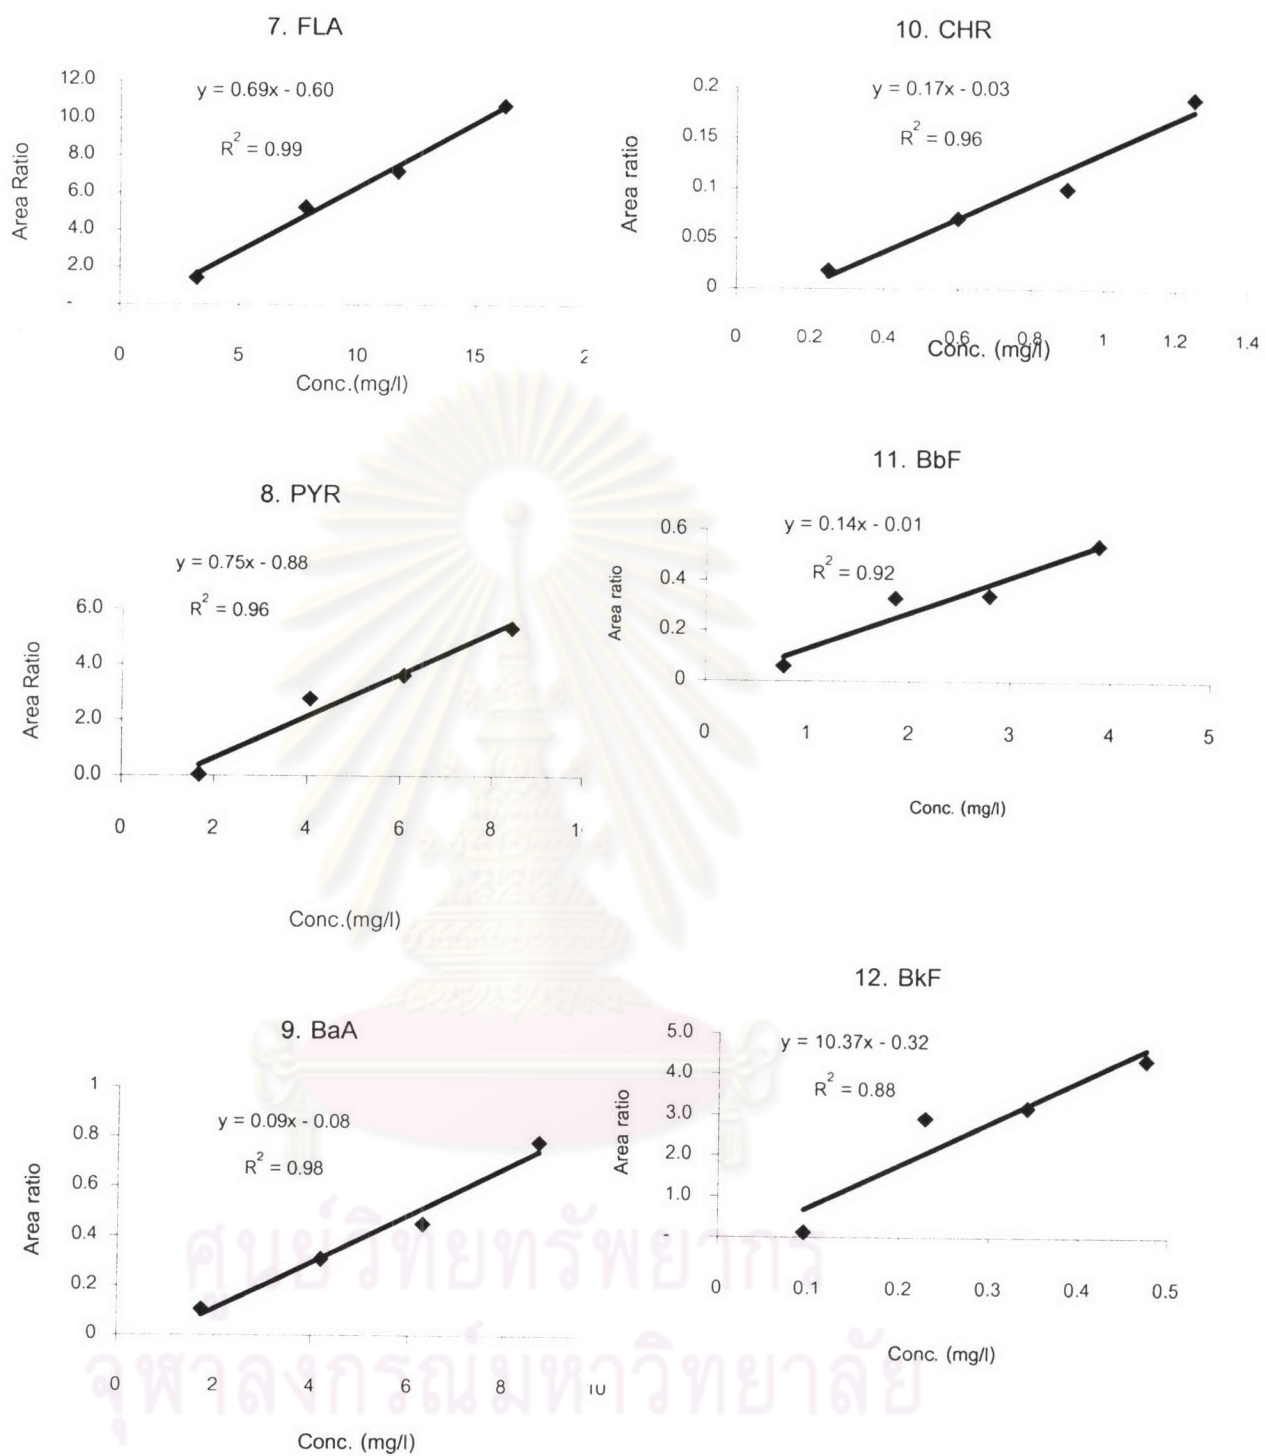 7. FLA
y = 0.69x - 0.60
R² = 0.99
Area Ratio
12.0
10.0
8.0
6.0
4.0
2.0
-
0 5 10 15 2
Conc.(mg/l)
8. PYR
y = 0.75x - 0.88
R² = 0.96
Area Ratio
6.0
4.0
2.0
0.0
0 2 4 6 8 1
Conc.(mg/l)
9. BaA
y = 0.09x - 0.08
R² = 0.98
Area ratio
1
0.8
0.6
0.4
0.2
0
0 2 4 6 8 10
Conc. (mg/l)
10. CHR
y = 0.17x - 0.03
R² = 0.96
Area ratio
0.2
0.15
0.1
0.05
0
0 0.2 0.4 0.6 0.8 1 1.2 1.4
Conc. (mg/l)
11. BbF
y = 0.14x - 0.01
R² = 0.92
Area ratio
0.6
0.4
0.2
0
0 1 2 3 4 5
Conc. (mg/l)
12. BkF
y = 10.37x - 0.32
R² = 0.88
Area ratio
5.0
4.0
3.0
2.0
1.0
-
0 0.1 0.2 0.3 0.4 0.5
Conc. (mg/l)
ศูนย์วิทยทรัพยากร
จุฬาลงกรณ์มหาวิทยาลัย